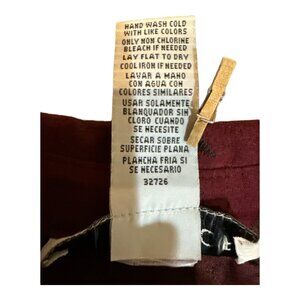 HAND WASH COLD
WITH LIKE COLORS
ONLY NON CHLORINE
BLEACH IF NEEDED
LAY FLAT TO DRY
COOL IRON IF NEEDED
LAVAR A MANO
CON AGUA CON
COLORES SIMILARES
USAR SOLAMENTE
BLANQUADOR SIN
CLORO CUANDO
SE NECESITE
SECAR SOBRE
SUPERFICIE PLANA
PLANCHA FRIA SI
SE NECESARIO
32726